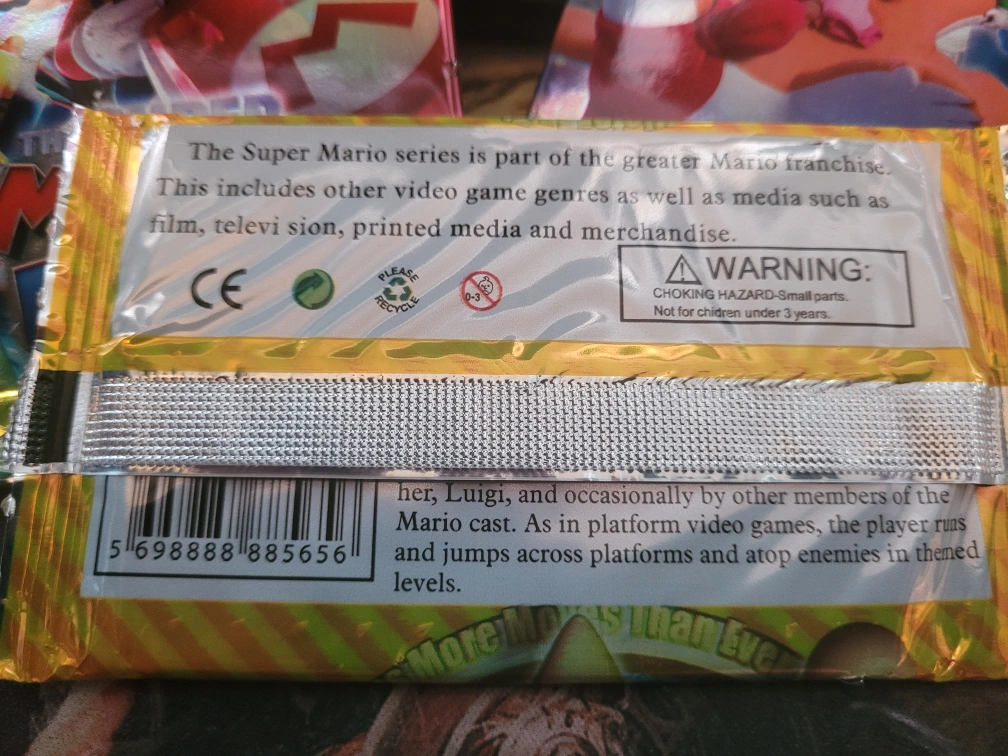 The Super Mario series is part of the greater Mario franchise.
This includes other video game genres as well as media such as
film, televi sion, printed media and merchandise.
CE
PLEASE
RECYCLE
0-3
WARNING:
CHOKING HAZARD-Small parts.
Not for chidren under 3 years.
her, Luigi, and occasionally by other members of the
Mario cast. As in platform video games, the player runs
and jumps across platforms and atop enemies in themed
levels.
5 698888 885656
More Moves Than Ever